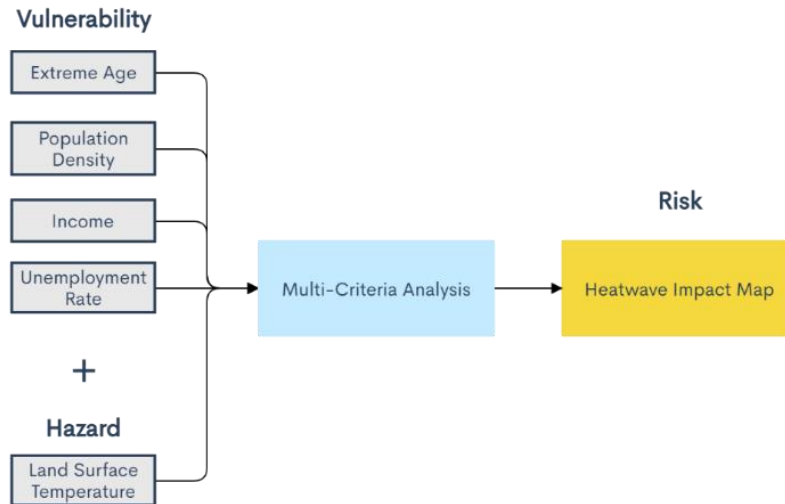 Vulnerability
Extreme Age
Population
Density
Income
Unemployment
Rate
+
Hazard
Land Surface
Temperature
Multi-Criteria Analysis
Risk
Heatwave Impact Map